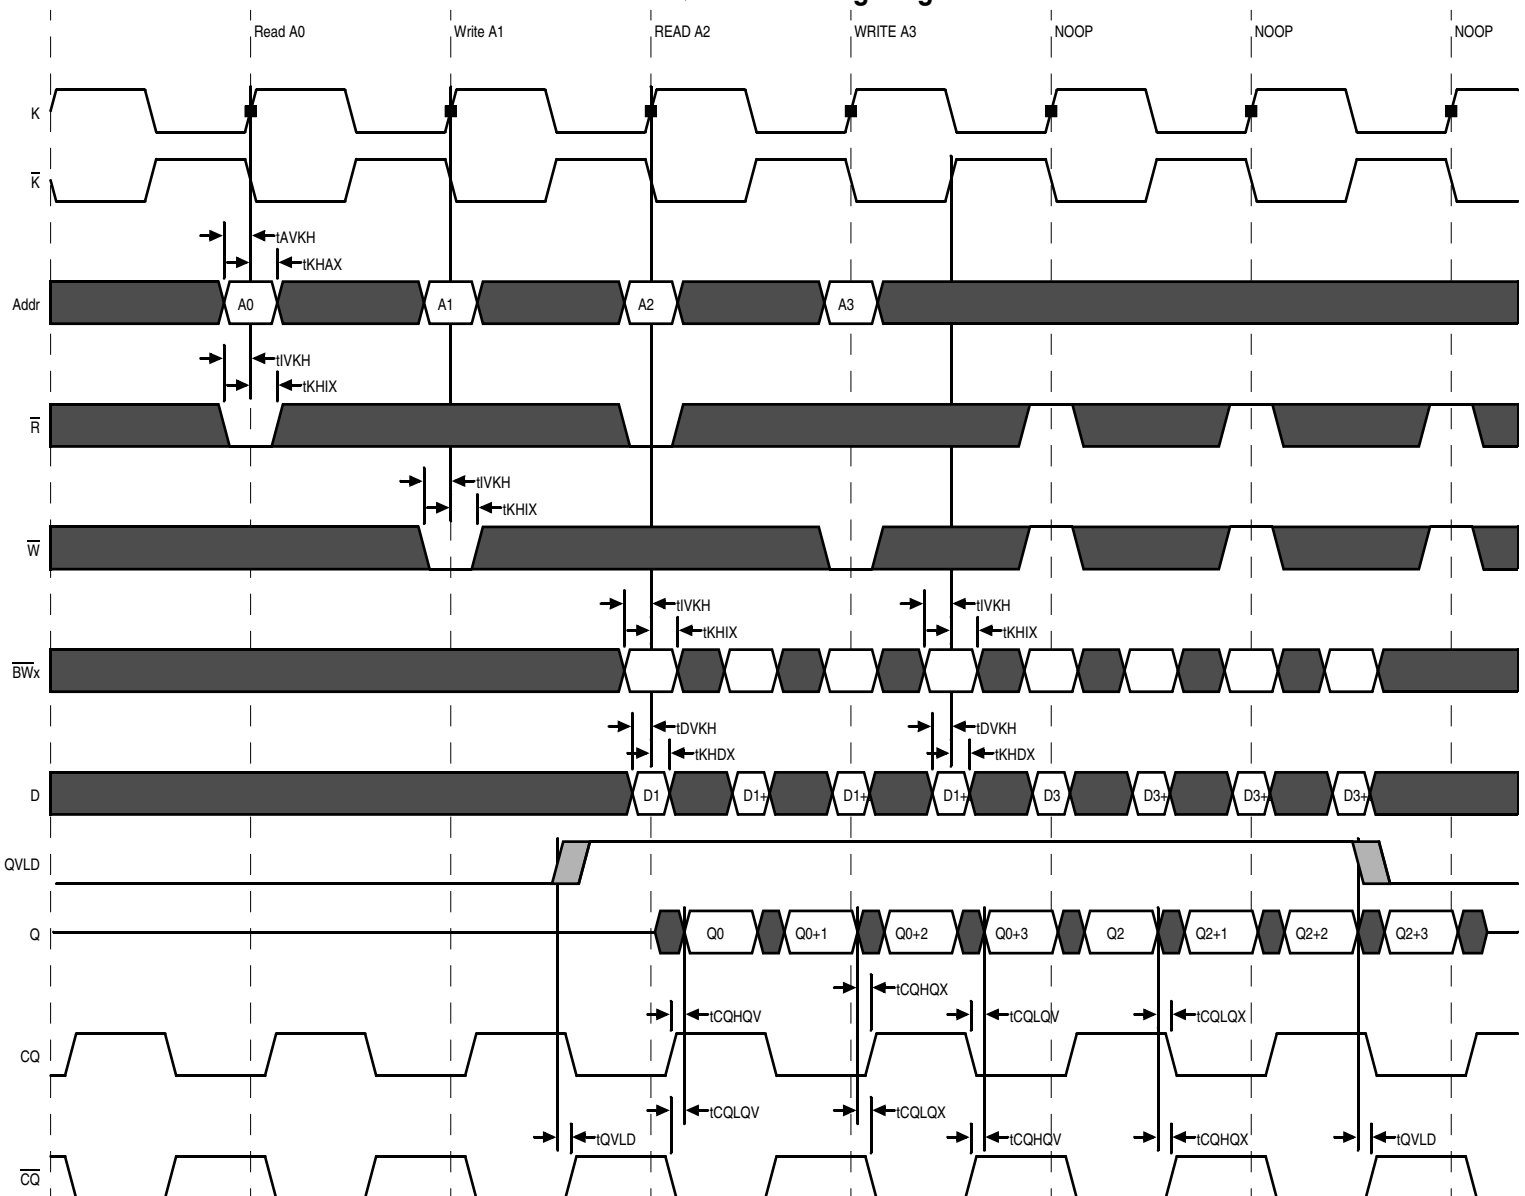 Read A0 Write A1 READ A2 WRITE A3 NOOP NOOP NOOP
K
K
tAVKH
tKHAX
Addr A0 A1 A2 A3
tIVKH
tKHIX
R
tIVKH
tKHIX
W
tIVKH tIVKH
tKHIX tKHIX
BWx
tDVKH tDVKH
tKHDX tKHDX
D D1 D1+ D1+ D1+ D3 D3+ D3+ D3+
QVLD
Q Q0 Q0+1 Q0+2 Q0+3 Q2 Q2+1 Q2+2 Q2+3
tCQHQX
tCQHQV tCQLQV tCQLQX
CQ
tCQLQV tCQLQX
tQVLD tCQHQV tCQHQX tQVLD
CQ